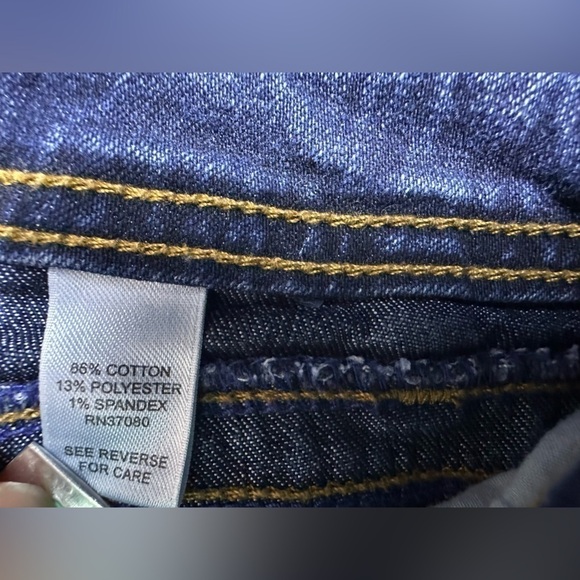 86% COTTON
13% POLYESTER
1% SPANDEX
RN37080
SEE REVERSE
FOR CARE